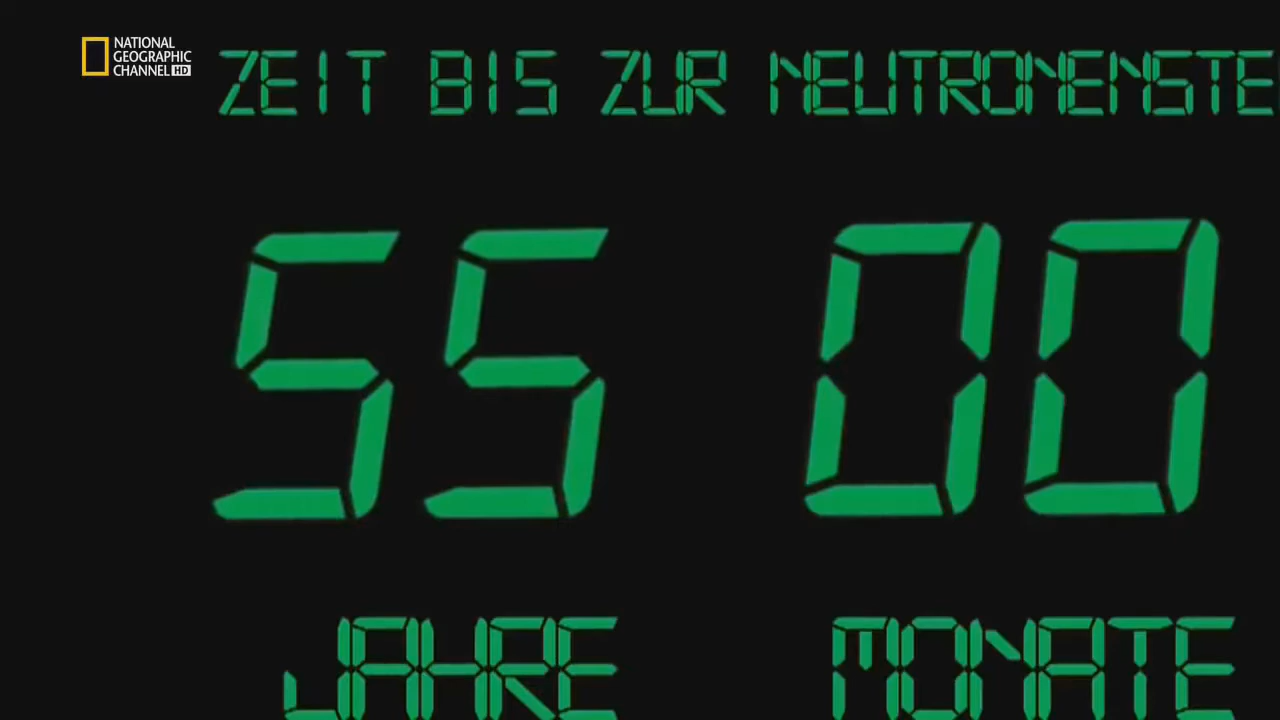 NATIONAL
GEOGRAPHIC
CHANNEL HD
ZEIT BIS ZUR NEUTRONENSTE
55 00
JAHRE MONATE